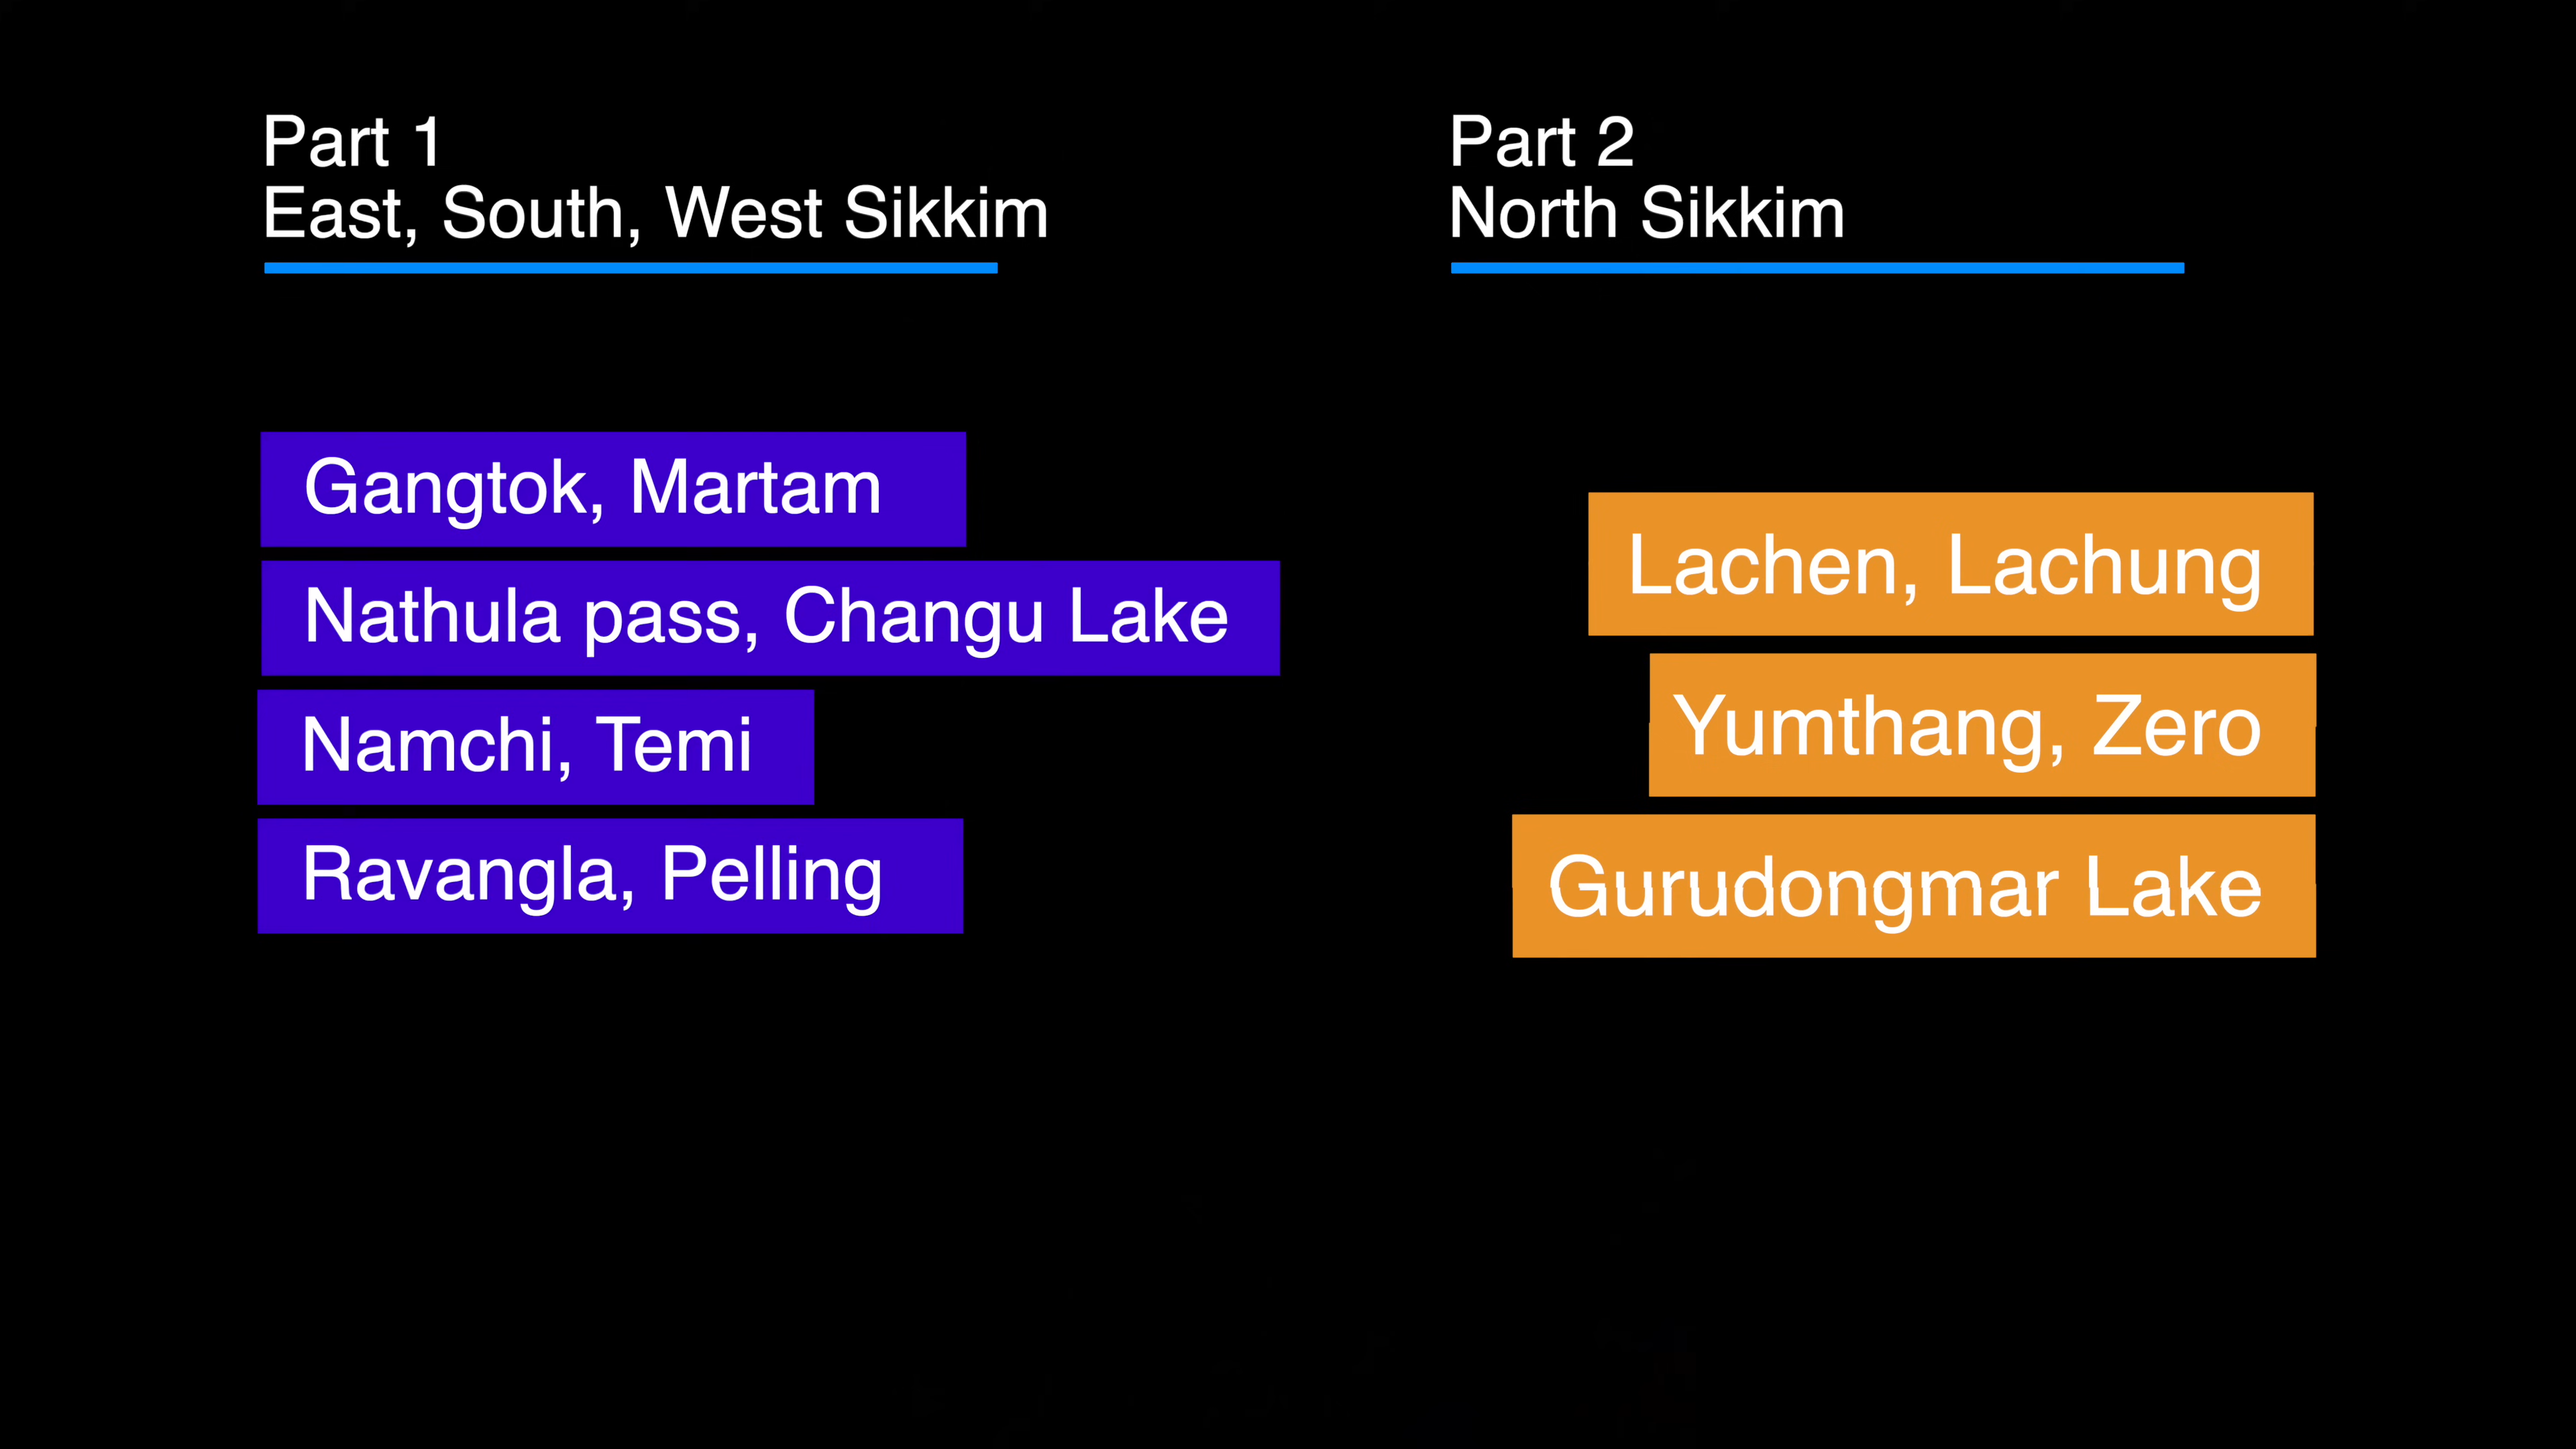 Part 1
East, South, West Sikkim
Gangtok, Martam
Nathula pass, Changu Lake
Namchi, Temi
Ravangla, Pelling
Part 2
North Sikkim
Lachen, Lachung
Yumthang, Zero
Gurudongmar Lake